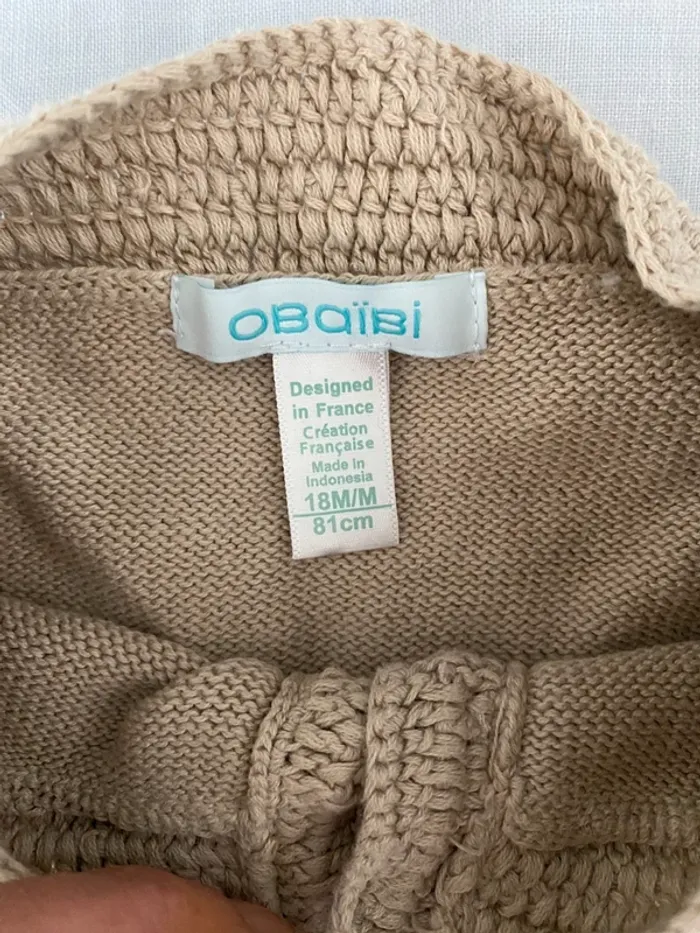 OBaïBi
Designed
in France
Création
Française
Made in
Indonesia
18M/M
81cm